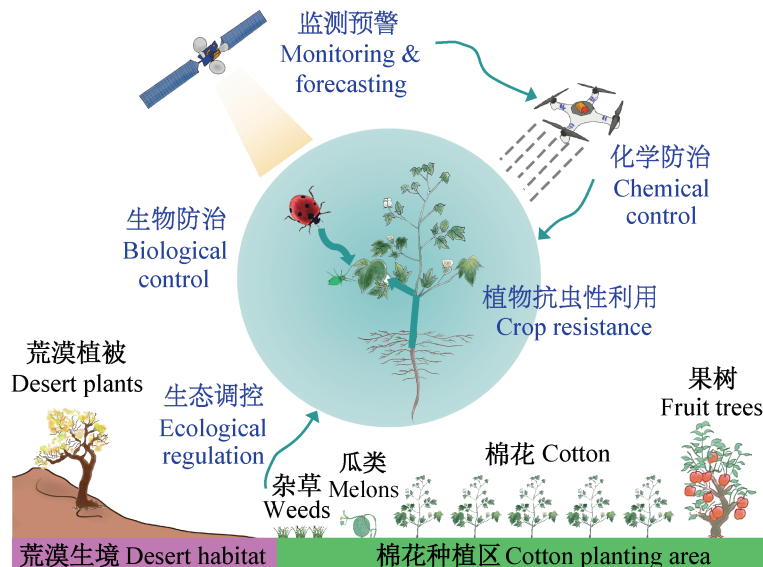 监测预警
Monitoring &
forecasting
化学防治
Chemical
control
生物防治
Biological
control
植物抗虫性利用
Crop resistance
荒漠植被
Desert plants
生态调控
Ecological
regulation
果树
Fruit trees
杂草
Weeds
瓜类
Melons
棉花 Cotton
荒漠生境 Desert habitat
棉花种植区 Cotton planting area